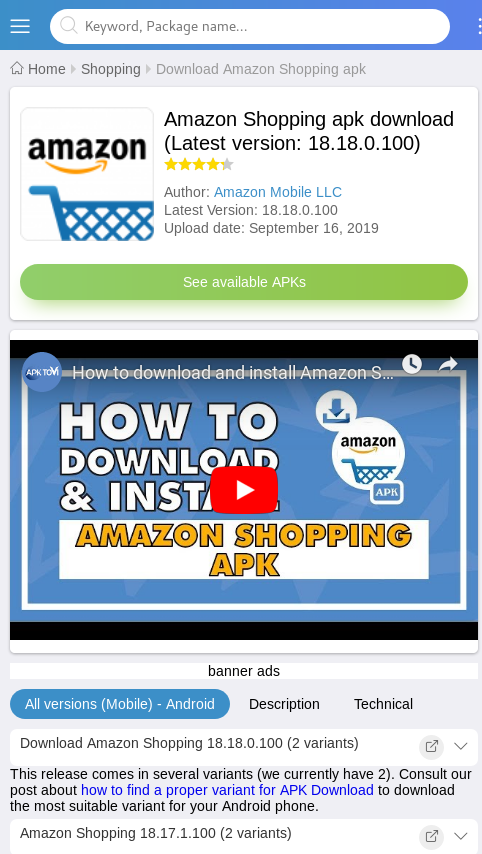 Keyword, Package name...
Home Shopping Download Amazon Shopping apk
amazon
Amazon Shopping apk download
(Latest version: 18.18.0.100)
Author: Amazon Mobile LLC
Latest Version: 18.18.0.100
Upload date: September 16, 2019
See available APKs
How to download and install Amazon S...
HOW TO
DOWNLOAD
& INSTALL
amazon
APK
AMAZON SHOPPING
APK
banner ads
All versions (Mobile) - Android Description Technical
Download Amazon Shopping 18.18.0.100 (2 variants)
This release comes in several variants (we currently have 2). Consult our
post about how to find a proper variant for APK Download to download
the most suitable variant for your Android phone.
Amazon Shopping 18.17.1.100 (2 variants)